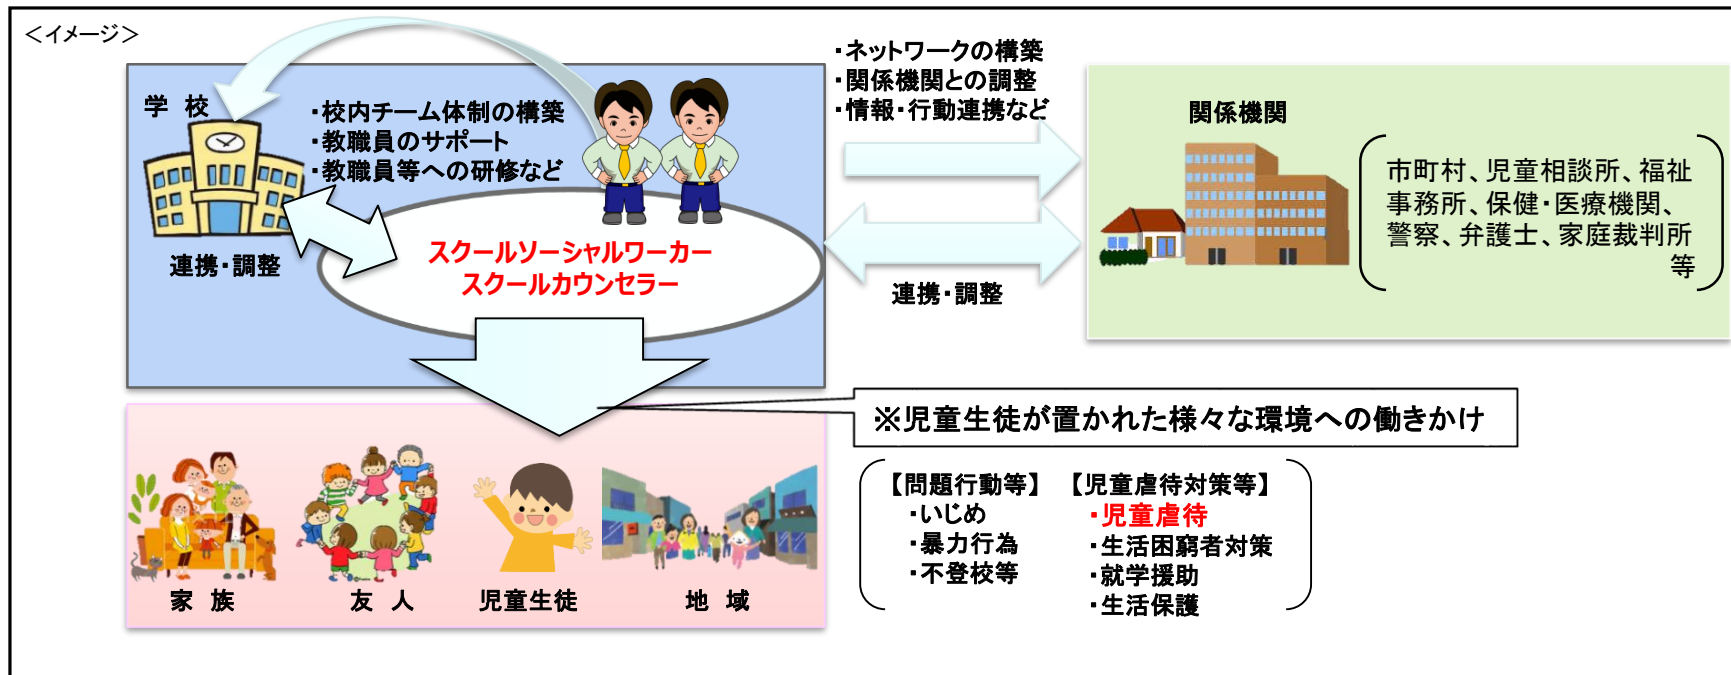 ＜イメージ＞
学 校
・校内チーム体制の構築
・教職員のサポート
・教職員等への研修など
連携・調整
スクールソーシャルワーカー
スクールカウンセラー
・ネットワークの構築
・関係機関との調整
・情報・行動連携など
連携・調整
関係機関
市町村、児童相談所、福祉
事務所、保健・医療機関、
警察、弁護士、家庭裁判所
等
※児童生徒が置かれた様々な環境への働きかけ
【問題行動等】
・いじめ
・暴力行為
・不登校等
【児童虐待対策等】
・児童虐待
・生活困窮者対策
・就学援助
・生活保護
家 族
友 人
児童生徒
地 域